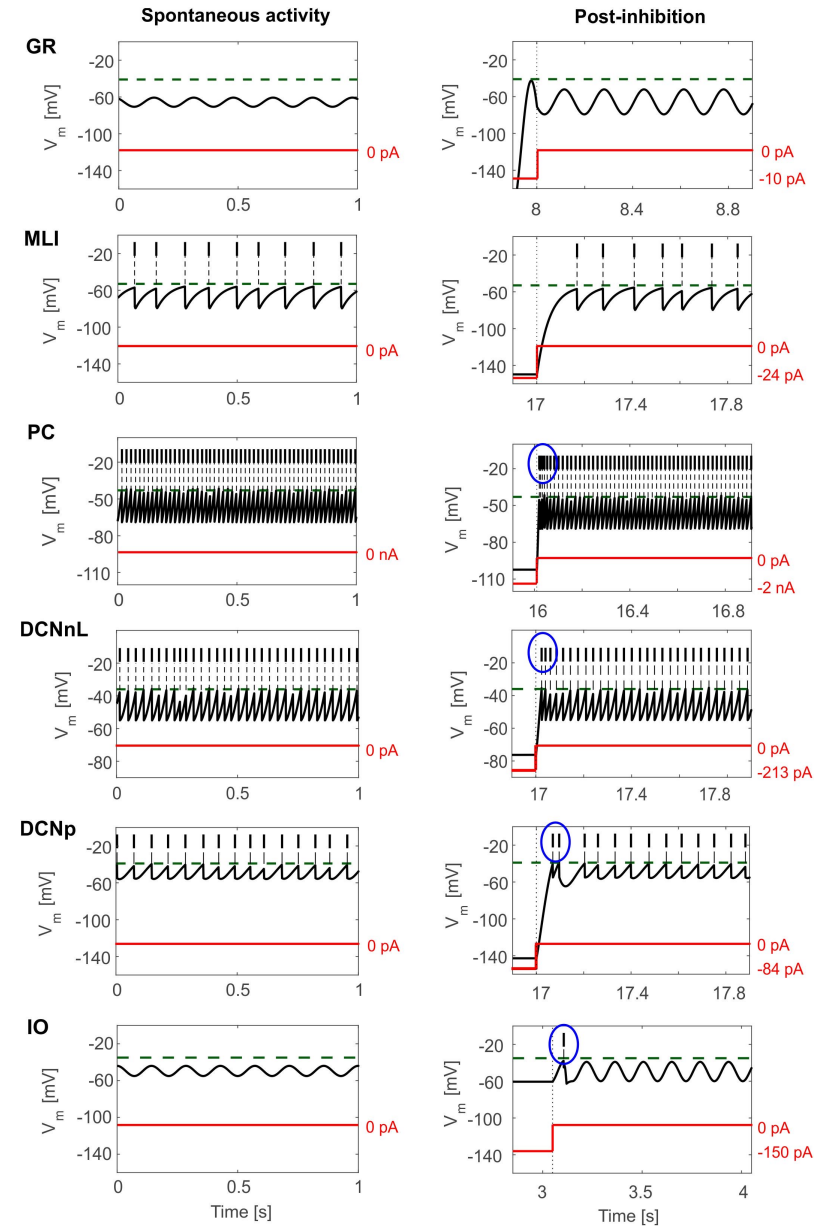 Spontaneous activity
Post-inhibition
GR
V_m [mV]
-20
-60
-100
-140
0 pA
0
0.5
1
V_m [mV]
-20
-60
-100
-140
0 pA
-10 pA
8
8.4
8.8
MLI
V_m [mV]
-20
-60
-100
-140
0 pA
0
0.5
1
V_m [mV]
-20
-60
-100
-140
0 pA
-24 pA
17
17.4
17.8
PC
V_m [mV]
-20
-50
-80
-110
0 nA
0
0.5
1
V_m [mV]
-20
-50
-80
-110
0 pA
-2 nA
16
16.4
16.8
DCNnL
V_m [mV]
-20
-40
-60
-80
0 pA
0
0.5
1
V_m [mV]
-20
-40
-60
-80
0 pA
-213 pA
17
17.4
17.8
DCNp
V_m [mV]
-20
-60
-100
-140
0 pA
0
0.5
1
V_m [mV]
-20
-60
-100
-140
0 pA
-84 pA
17
17.4
17.8
IO
V_m [mV]
-20
-60
-100
-140
0 pA
0
0.5
1
Time [s]
V_m [mV]
-20
-60
-100
-140
0 pA
-150 pA
3
3.5
4
Time [s]